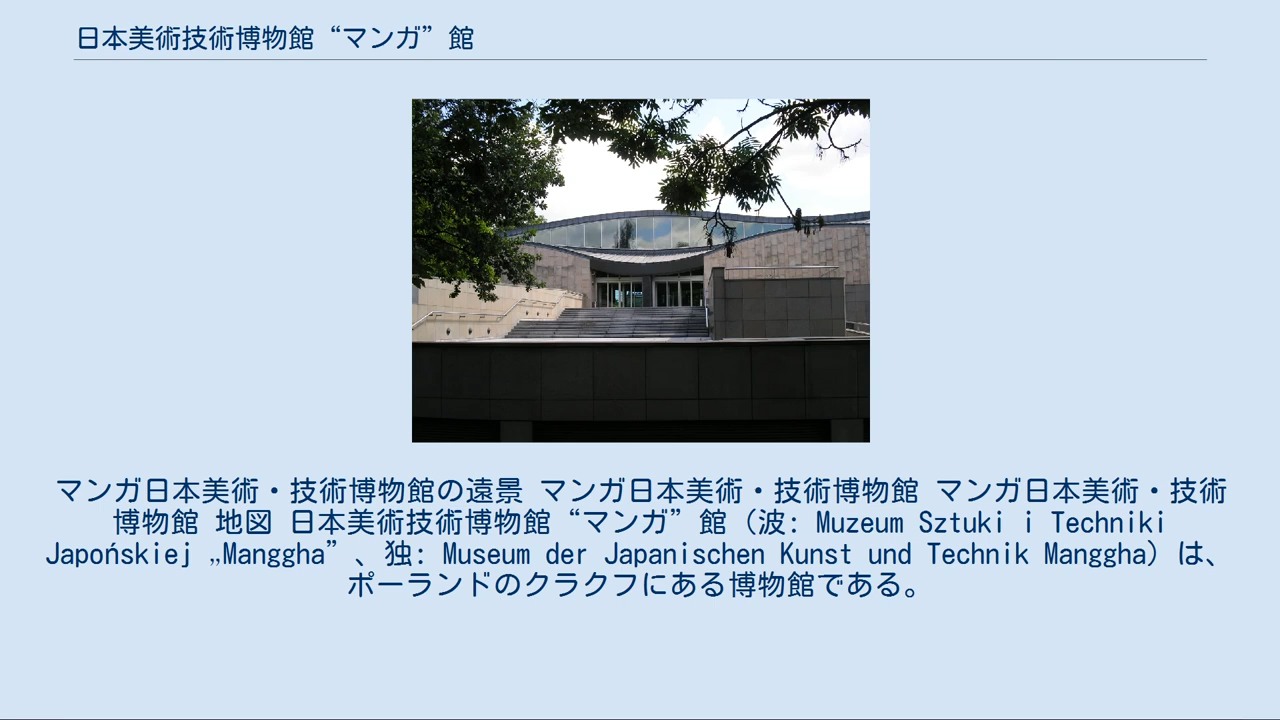 日本美術技術博物館“マンガ”館
マンガ日本美術・技術博物館の遠景 マンガ日本美術・技術博物館 マンガ日本美術・技術
博物館 地図 日本美術技術博物館“マンガ”館（波: Muzeum Sztuki i Techniki
Japońskiej „Manggha”、独: Museum der Japanischen Kunst und Technik Manggha）は、
ポーランドのクラクフにある博物館である。